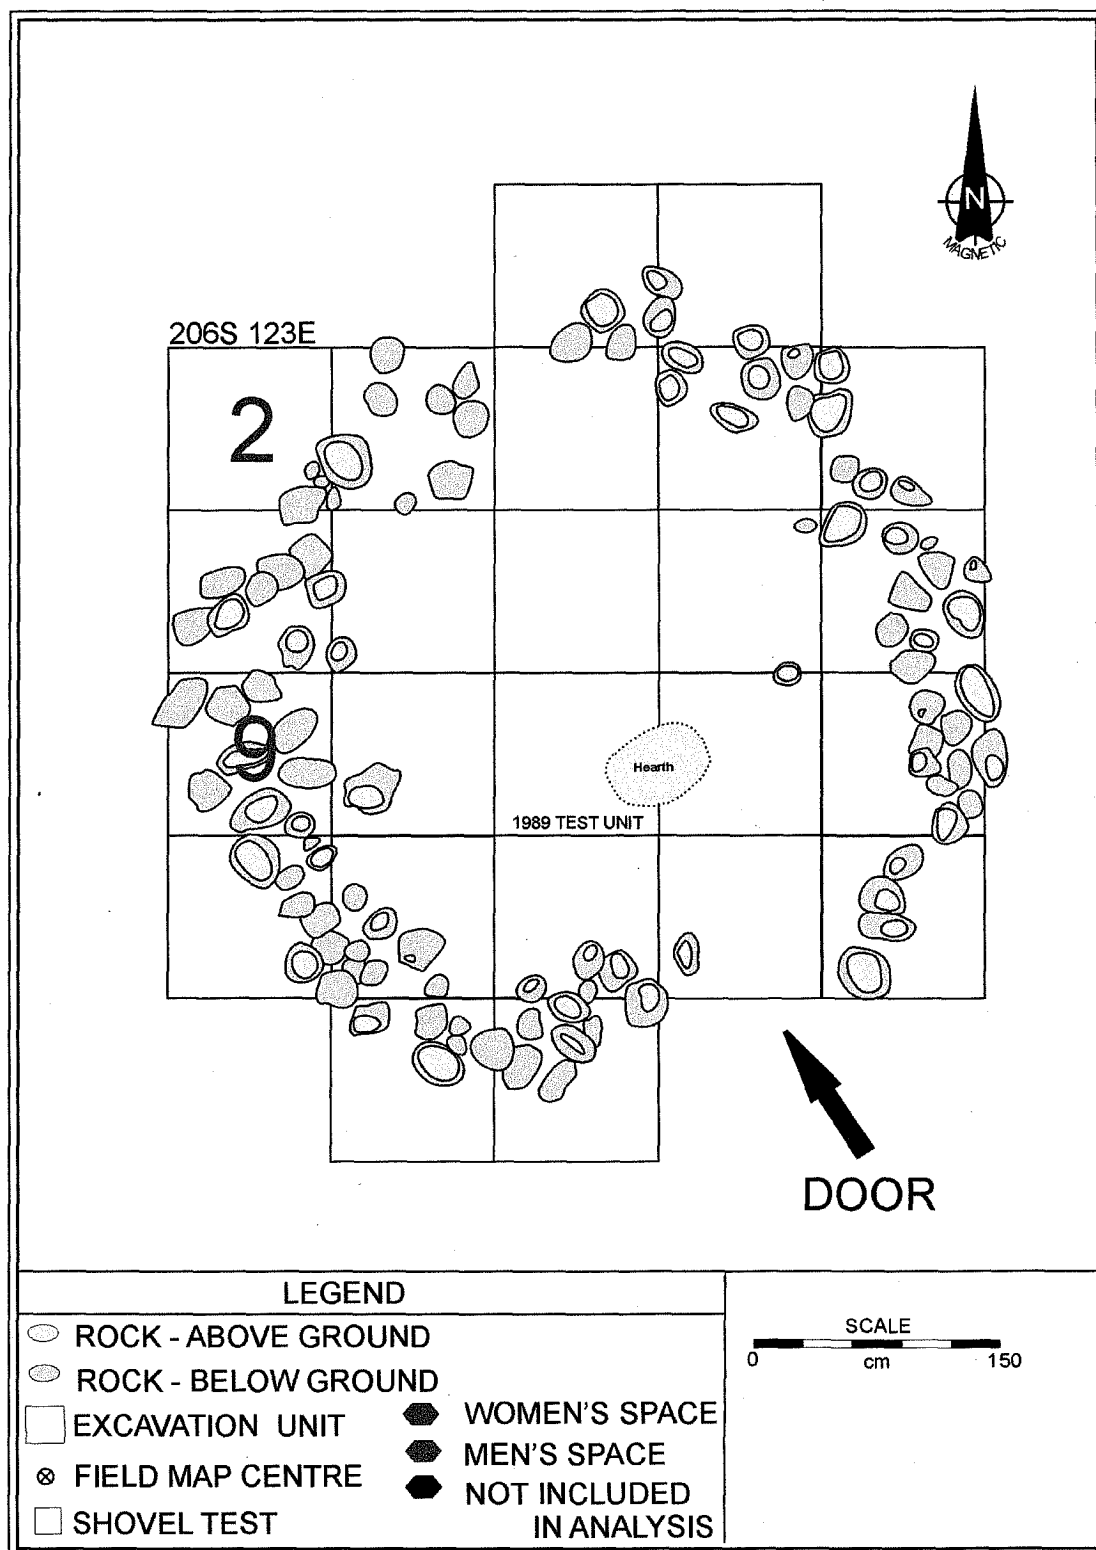 N
MAGNETIC
206S 123E
2
9
Hearth
1989 TEST UNIT
DOOR
LEGEND
ROCK - ABOVE GROUND
ROCK - BELOW GROUND
EXCAVATION UNIT
FIELD MAP CENTRE
SHOVEL TEST
WOMEN'S SPACE
MEN'S SPACE
NOT INCLUDED
IN ANALYSIS
SCALE
0 cm 150